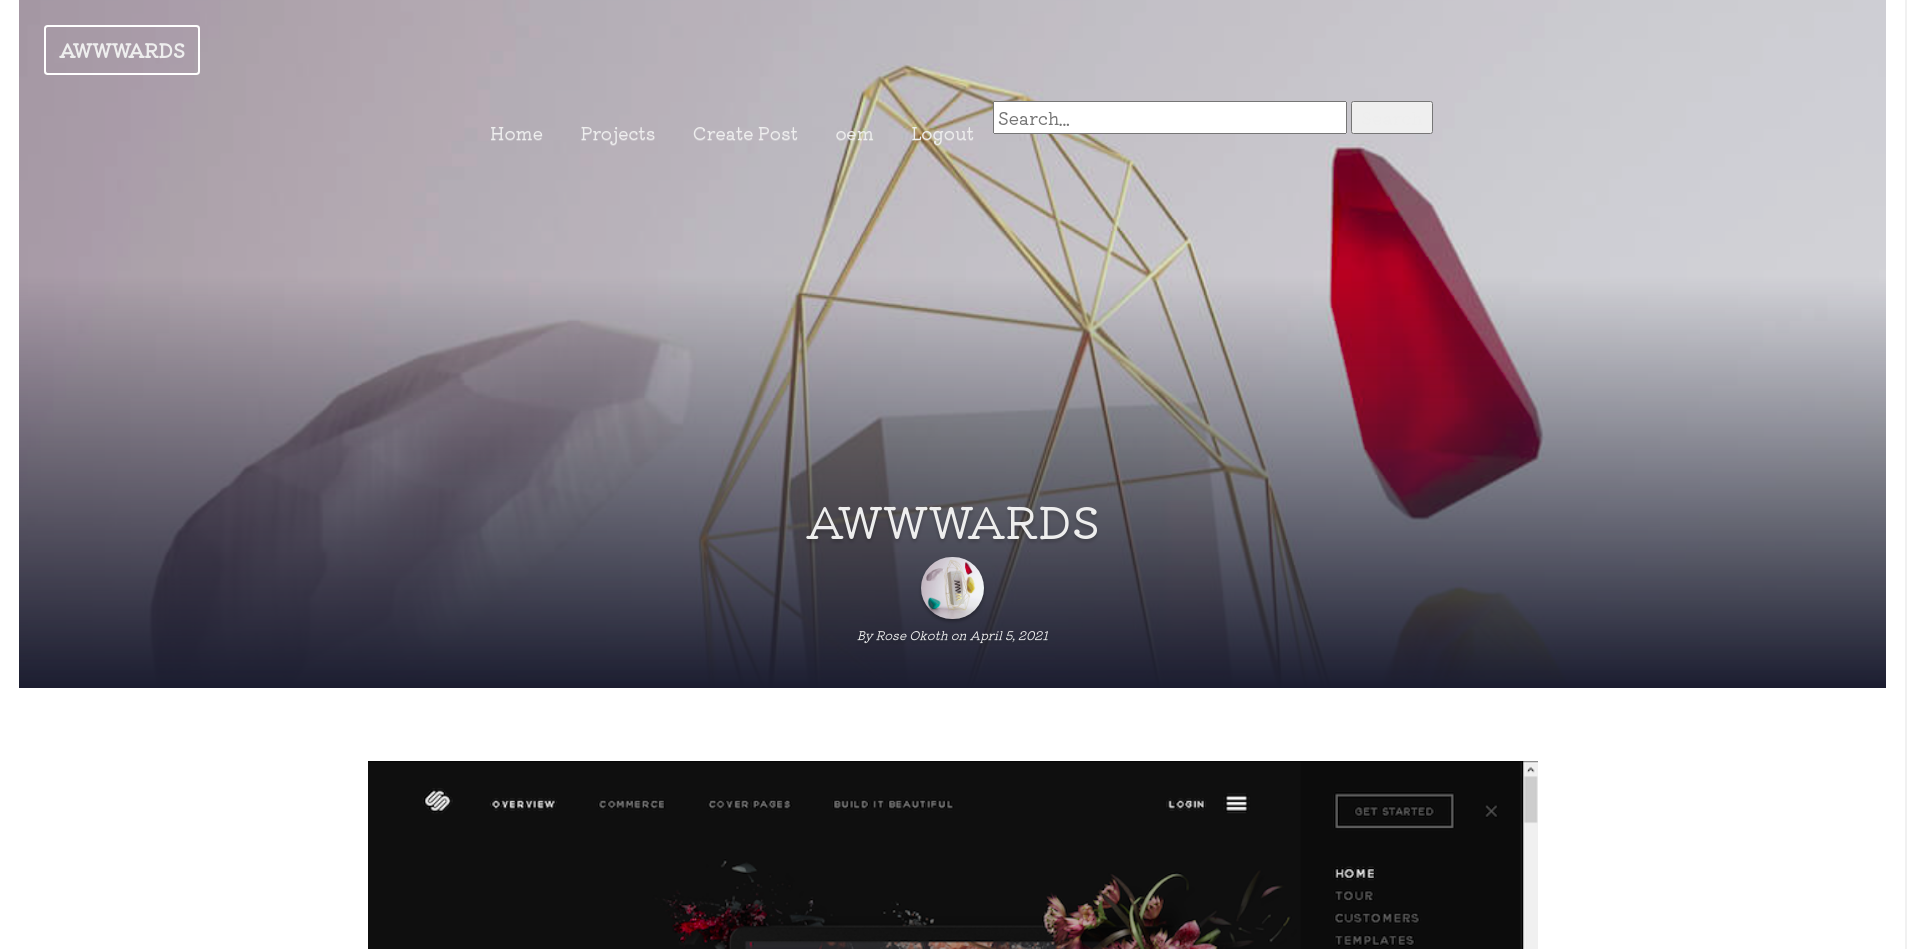 AWWWARDS
Home Projects Create Post oem Logout Search...
AWWWARDS
By Rose Okoth on April 5, 2021
OVERVIEW COMMERCE COVER PAGES BUILD IT BEAUTIFUL LOGIN GET STARTED
HOME
TOUR
CUSTOMERS
TEMPLATES